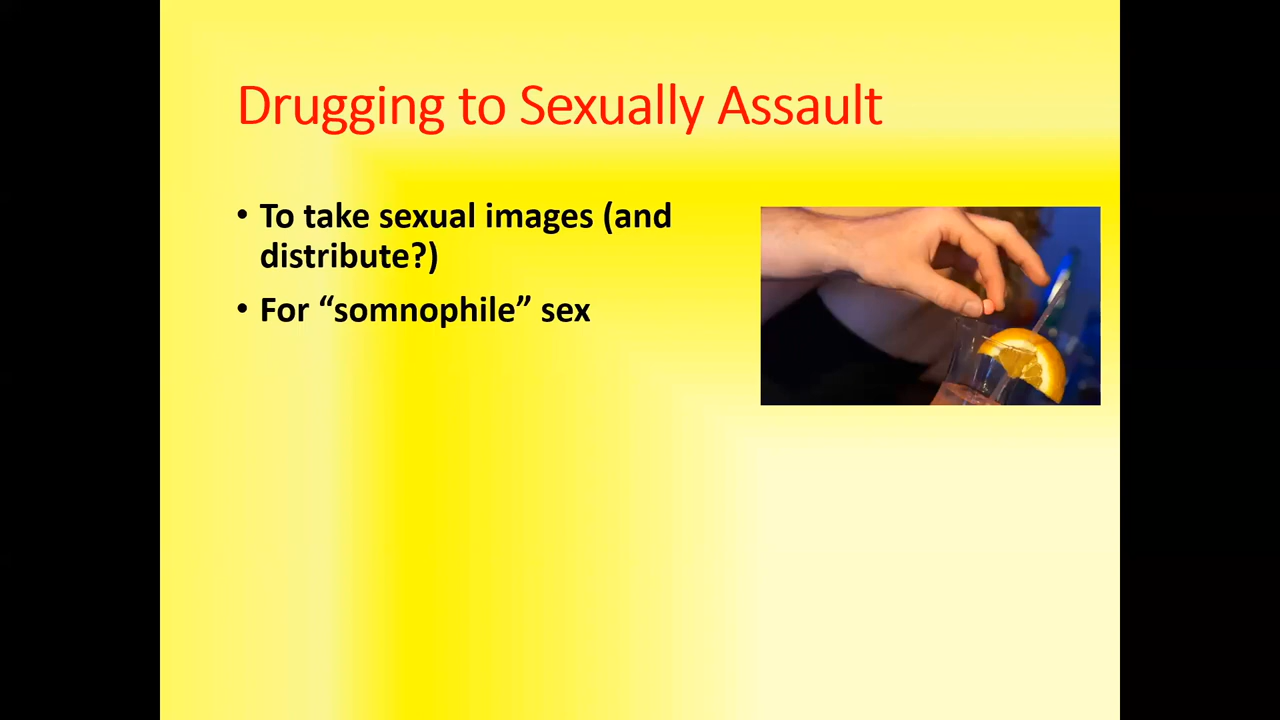 Drugging to Sexually Assault
• To take sexual images (and
distribute?)
• For “somnophile” sex